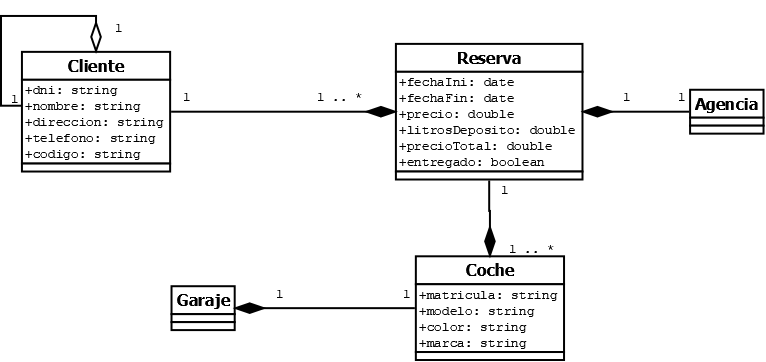 1
Cliente
1
+dni: string
+nombre: string
+direccion: string
+telefono: string
+codigo: string
1
1 .. *
Reserva
+fechaIni: date
+fechaFin: date
+precio: double
+litrosDeposito: double
+precioTotal: double
+entregado: boolean
1
1
Agencia
1
1 .. *
Coche
+matricula: string
+modelo: string
+color: string
+marca: string
Garaje
1
1